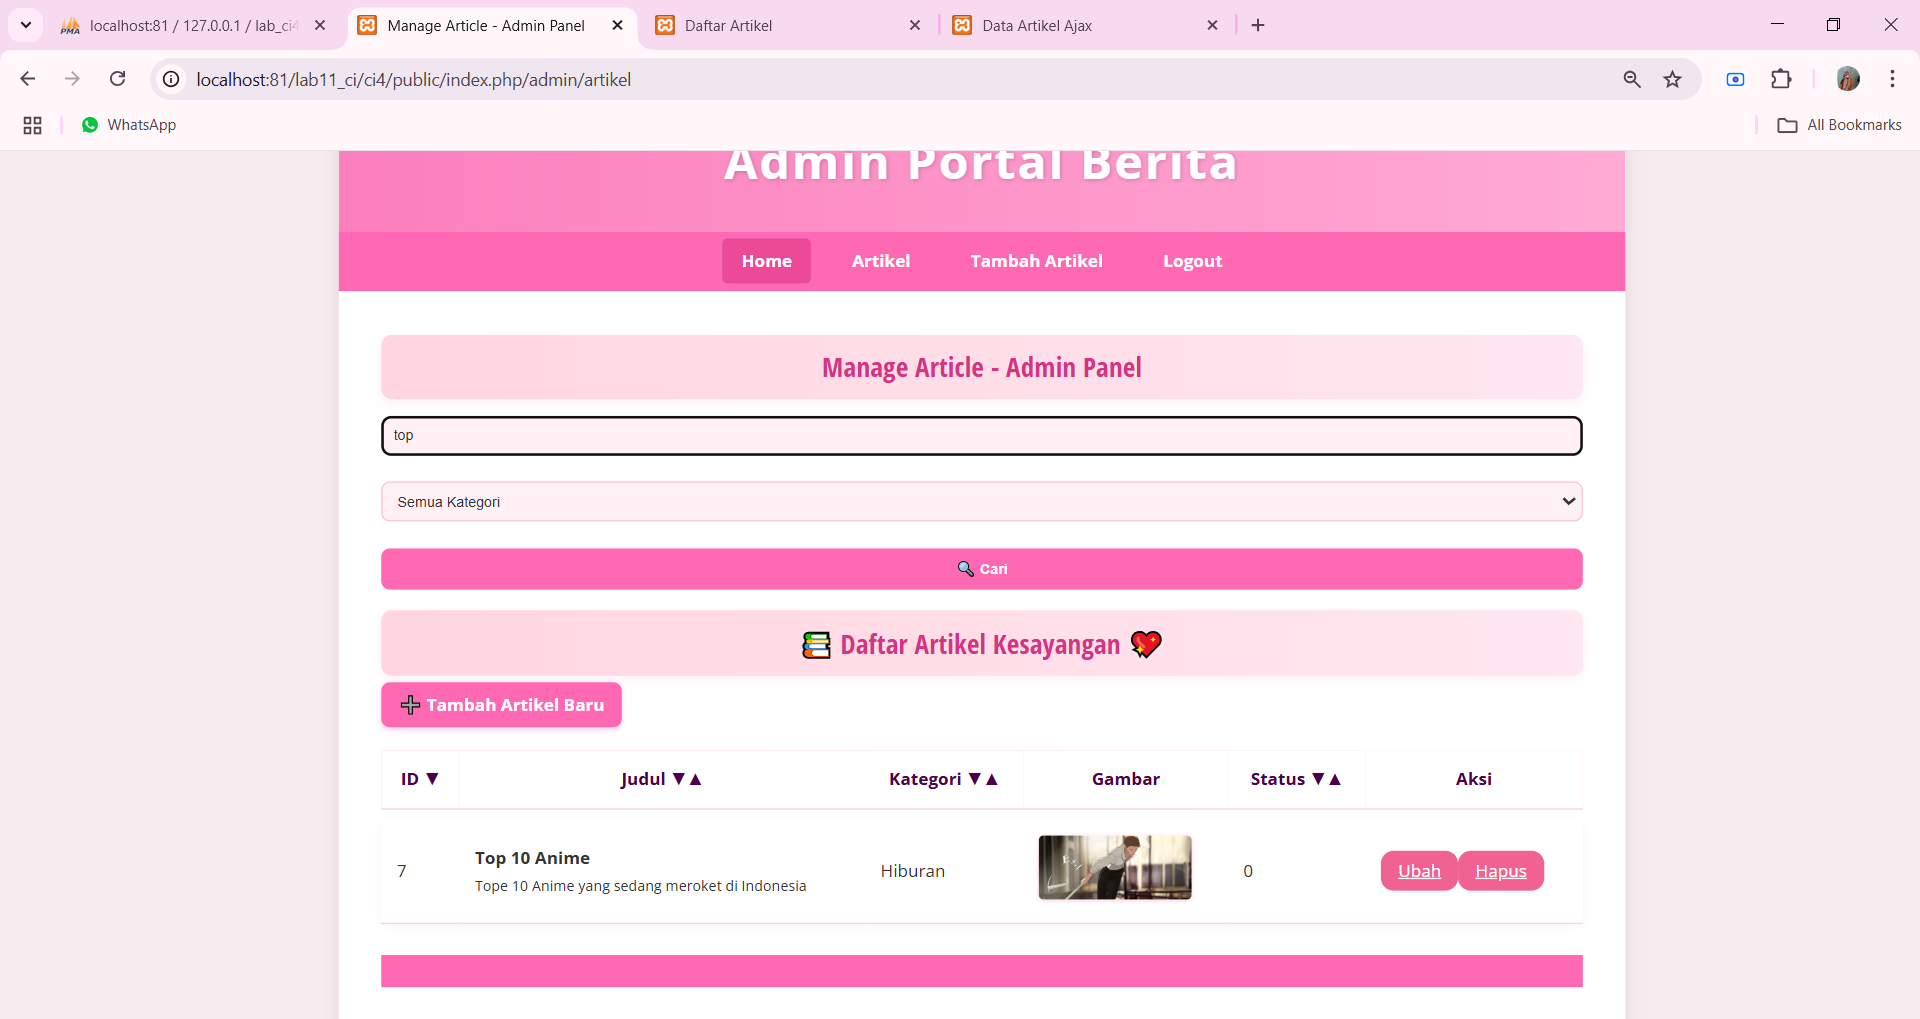 localhost:81 / 127.0.0.1 / lab_ci4
Manage Article - Admin Panel
Daftar Artikel
Data Artikel Ajax
localhost:81/lab11_ci/ci4/public/index.php/admin/artikel
WhatsApp
All Bookmarks
Admin Portal Berita
Home
Artikel
Tambah Artikel
Logout
Manage Article - Admin Panel
top
Semua Kategori
🔍 Cari
📚 Daftar Artikel Kesayangan 💖
➕ Tambah Artikel Baru
ID ▼ Judul ▼▲ Kategori ▼▲ Gambar Status ▼▲ Aksi
Top 10 Anime
7 Hiburan 0 Ubah Hapus
Tope 10 Anime yang sedang meroket di Indonesia